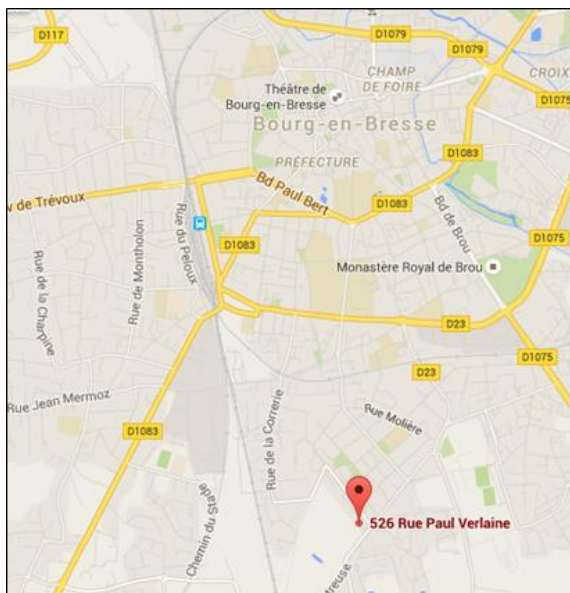 D117
D1079
D1079
CHAMP
DE FOIRE
CROIX
Théâtre de
Bourg-en-Bresse
D1075
Bourg-en-Bresse
PRÉFECTURE
D1083
Bd Paul Bert
v de Trévoux
D1083
Bd de Brou
Rue du Peloux
D1083
D1075
Rue de Montholon
Rue de la Charpine
Monastère Royal de Brou
D23
D1075
D23
Rue Jean Mermoz
Rue de la Correrie
Rue Molière
D1083
526 Rue Paul Verlaine
Chemin du Stade
treuse